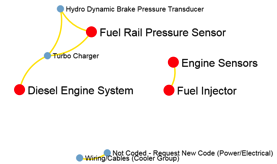 Hydro Dynamic Brake Pressure Transducer
Fuel Rail Pressure Sensor
Turbo Charger
Engine Sensors
Diesel Engine System
Fuel Injector
Not Coded - Request New Code (Power/Electrical)
Wiring/Cables (Cooler Group)